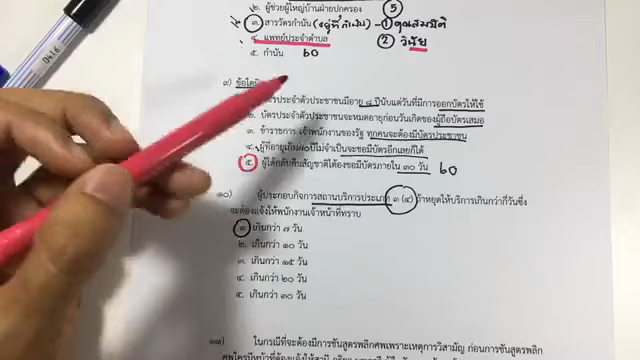 ๒. ผู้ช่วยผู้ใหญ่บ้านฝ่ายปกครอง ⑤
๓. สารวัตรกำนัน (อยู่ที่กำนัน) - ① คุณสมบัติ
๔. แพทย์ประจำตำบล ② วินัย
๕. กำนัน ๖๐
๙) ข้อใด
บัตรประจำตัวประชาชนมีอายุ ๘ ปีนับแต่วันที่มีการออกบัตรให้ใช้
๒. บัตรประจำตัวประชาชนจะหมดอายุก่อนวันเกิดของผู้ถือบัตรเสมอ
๓. ข้าราชการ เจ้าพนักงานของรัฐ ทุกคนจะต้องมีบัตรประชาชน
๔. ผู้ที่อายุเกิน๗๐ปีไม่จำเป็นจะขอมีบัตรอีกเลยก็ได้
๕. ผู้ได้กลับคืนสัญชาติได้ต้องขอมีบัตรภายใน ๓๐ วัน ๖๐
๑๐) ผู้ประกอบกิจการสถานบริการประเภท ๓ (๔) ถ้าหยุดให้บริการเกินกว่ากี่วันซึ่ง
จะต้องแจ้งให้พนักงานเจ้าหน้าที่ทราบ
๑. เกินกว่า ๗ วัน
๒. เกินกว่า ๑๐ วัน
๓. เกินกว่า ๑๕ วัน
๔. เกินกว่า ๒๐ วัน
๕. เกินกว่า ๓๐ วัน
๑๑) ในกรณีที่จะต้องมีการชันสูตรพลิกศพเพราะเหตุการวิสามัญ ก่อนการชันสูตรพลิก
0416